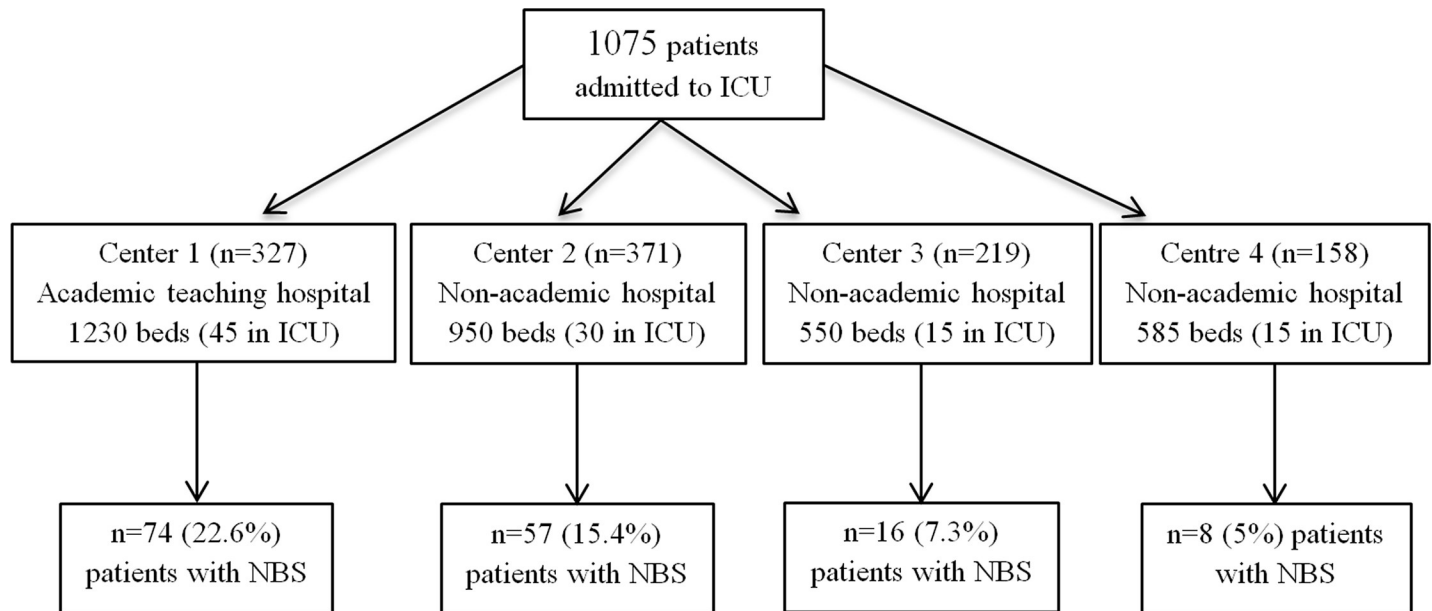 1075 patients
admitted to ICU
Center 1 (n=327)
Academic teaching hospital
1230 beds (45 in ICU)
Center 2 (n=371)
Non-academic hospital
950 beds (30 in ICU)
Center 3 (n=219)
Non-academic hospital
550 beds (15 in ICU)
Centre 4 (n=158)
Non-academic hospital
585 beds (15 in ICU)
n=74 (22.6%)
patients with NBS
n=57 (15.4%)
patients with NBS
n=16 (7.3%)
patients with NBS
n=8 (5%) patients
with NBS